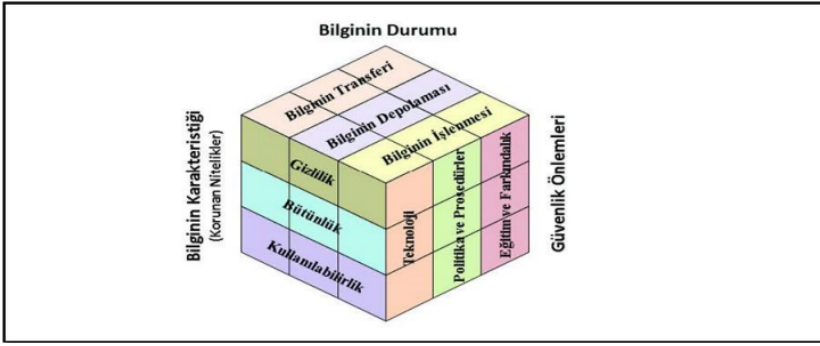 Bilginin Durumu
Bilginin Transferi
Bilginin Depolaması
Bilginin İşlenmesi
Bilginin Karakteristiği
(Korunan Nitelikler)
Gizlilik
Bütünlük
Kullanılabilirlik
Teknoloji
Politika ve Prosedürler
Eğitim ve Farkındalık
Güvenlik Önlemleri